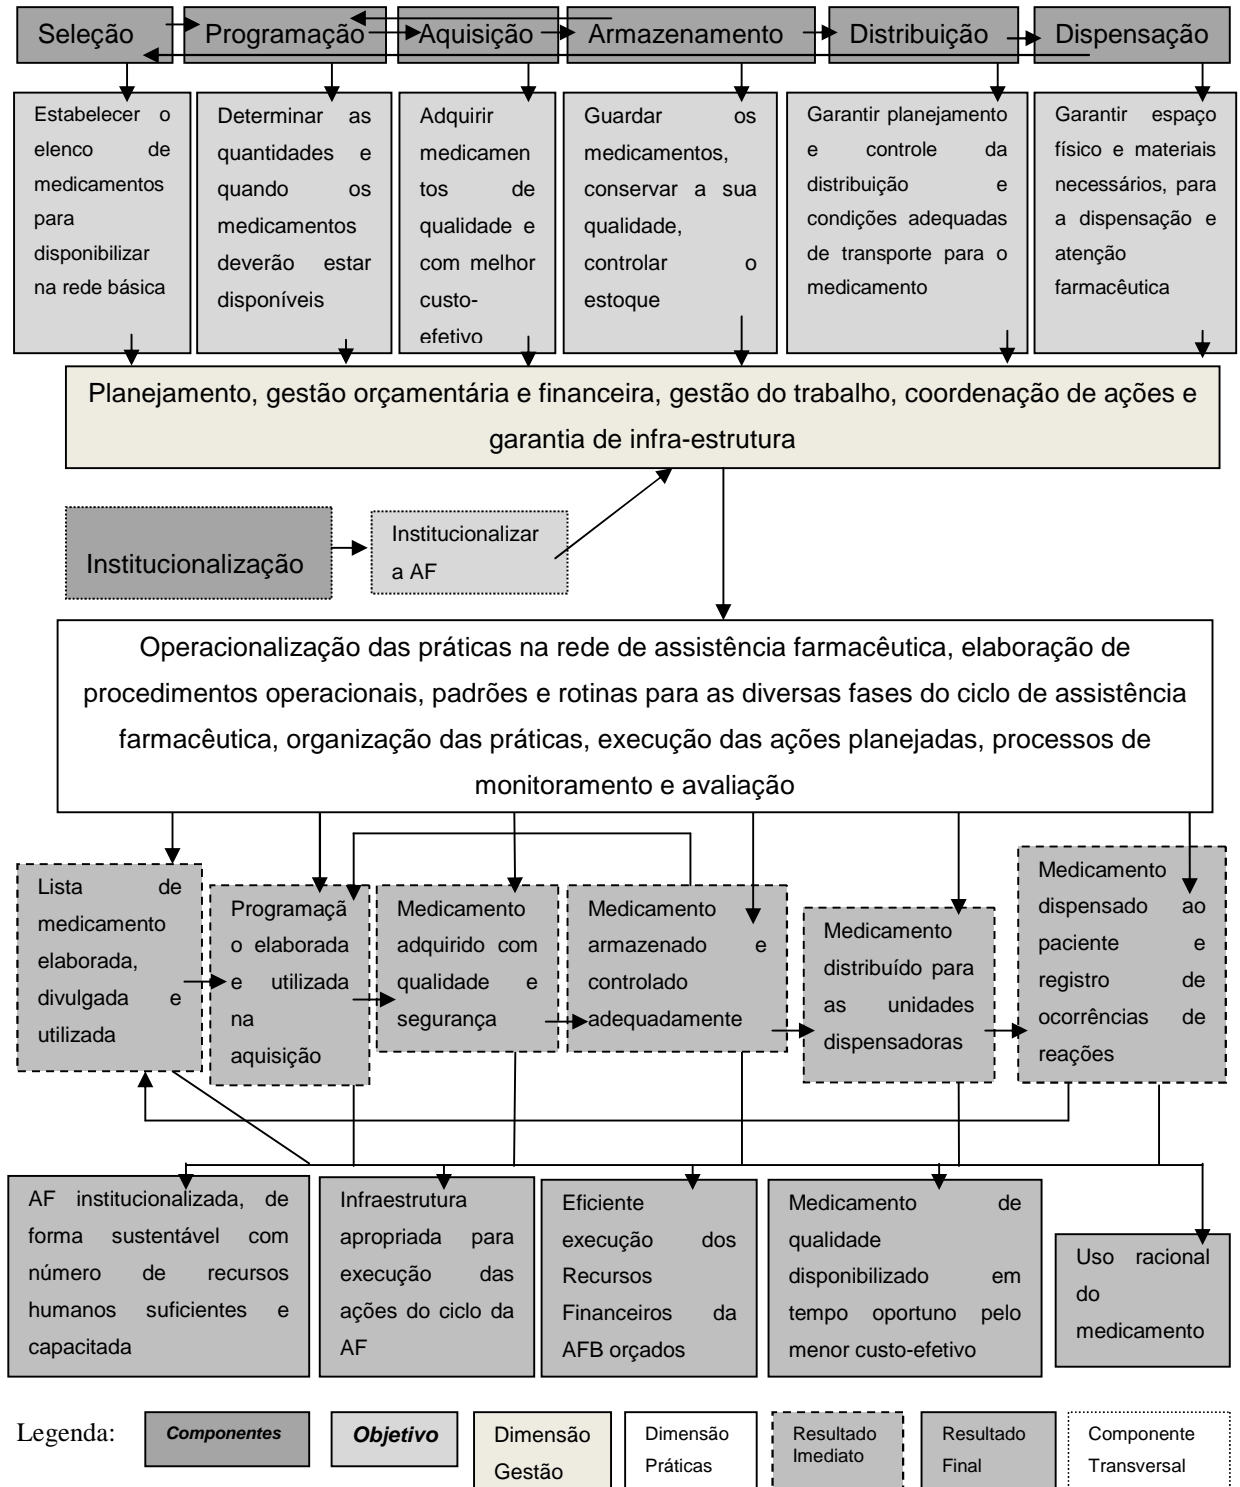 Seleção
Programação
Aquisição
Armazenamento
Distribuição
Dispensação
Estabelecer o
elenco de
medicamentos
para
disponibilizar
na rede básica
Determinar as
quantidades e
quando os
medicamentos
deverão estar
disponíveis
Adquirir
medicamen
tos de
qualidade e
com melhor
custo-
efetivo
Guardar os
medicamentos,
conservar a sua
qualidade,
controlar o
estoque
Garantir planejamento
e controle da
distribuição e
condições adequadas
de transporte para o
medicamento
Garantir espaço
físico e materiais
necessários, para
a dispensação e
atenção
farmacêutica
Planejamento, gestão orçamentária e financeira, gestão do trabalho, coordenação de ações e
garantia de infra-estrutura
Institucionalização
Institucionalizar
a AF
Operacionalização das práticas na rede de assistência farmacêutica, elaboração de
procedimentos operacionais, padrões e rotinas para as diversas fases do ciclo de assistência
farmacêutica, organização das práticas, execução das ações planejadas, processos de
monitoramento e avaliação
Lista de
medicamento
elaborada,
divulgada e
utilizada
Programaçã
o elaborada
e utilizada
na
aquisição
Medicamento
adquirido com
qualidade e
segurança
Medicamento
armazenado e
controlado
adequadamente
Medicamento
distribuído para
as unidades
dispensadoras
Medicamento
dispensado ao
paciente e
registro de
ocorrências de
reações
AF institucionalizada, de
forma sustentável com
número de recursos
humanos suficientes e
capacitada
Infraestrutura
apropriada para
execução das
ações do ciclo da
AF
Eficiente
execução dos
Recursos
Financeiros da
AFB orçados
Medicamento de
qualidade
disponibilizado em
tempo oportuno pelo
menor custo-efetivo
Uso racional
do
medicamento
Legenda:
Componentes
Objetivo
Dimensão
Gestão
Dimensão
Práticas
Resultado
Imediato
Resultado
Final
Componente
Transversal